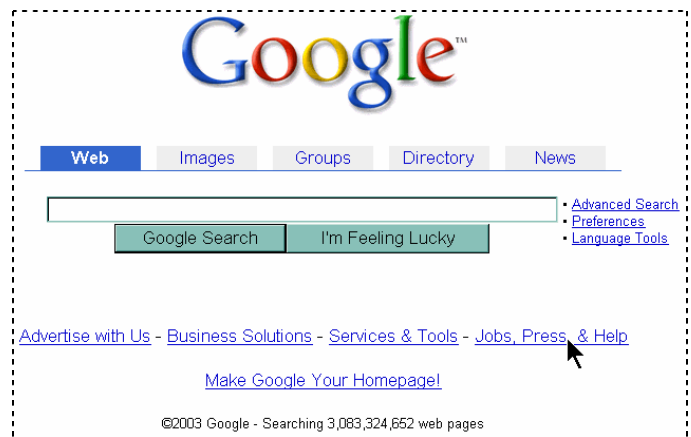 Google™
Web Images Groups Directory News
• Advanced Search
• Preferences
• Language Tools
Google Search I'm Feeling Lucky
Advertise with Us - Business Solutions - Services & Tools - Jobs, Press, & Help
Make Google Your Homepage!
©2003 Google - Searching 3,083,324,652 web pages